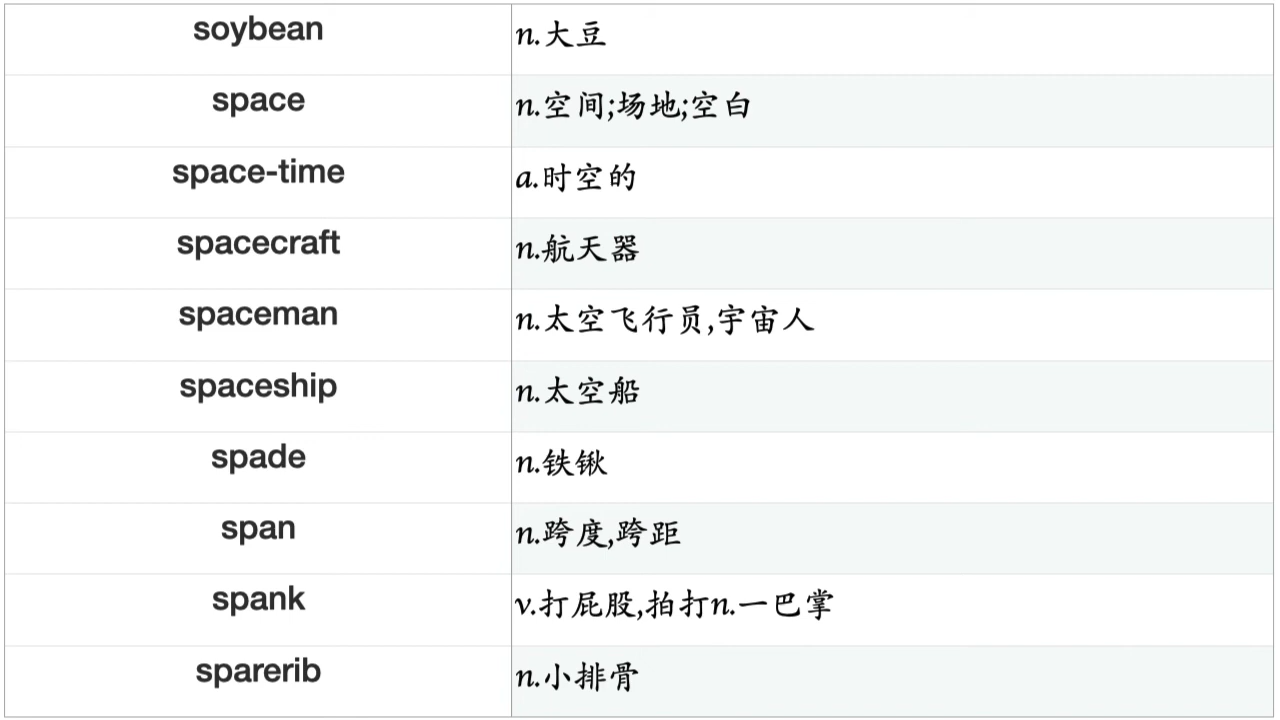 soybean n.大豆
space n.空间;场地;空白
space-time a.时空的
spacecraft n.航天器
spaceman n.太空飞行员,宇宙人
spaceship n.太空船
spade n.铁锹
span n.跨度,跨距
spank v.打屁股,拍打n.一巴掌
sparerib n.小排骨